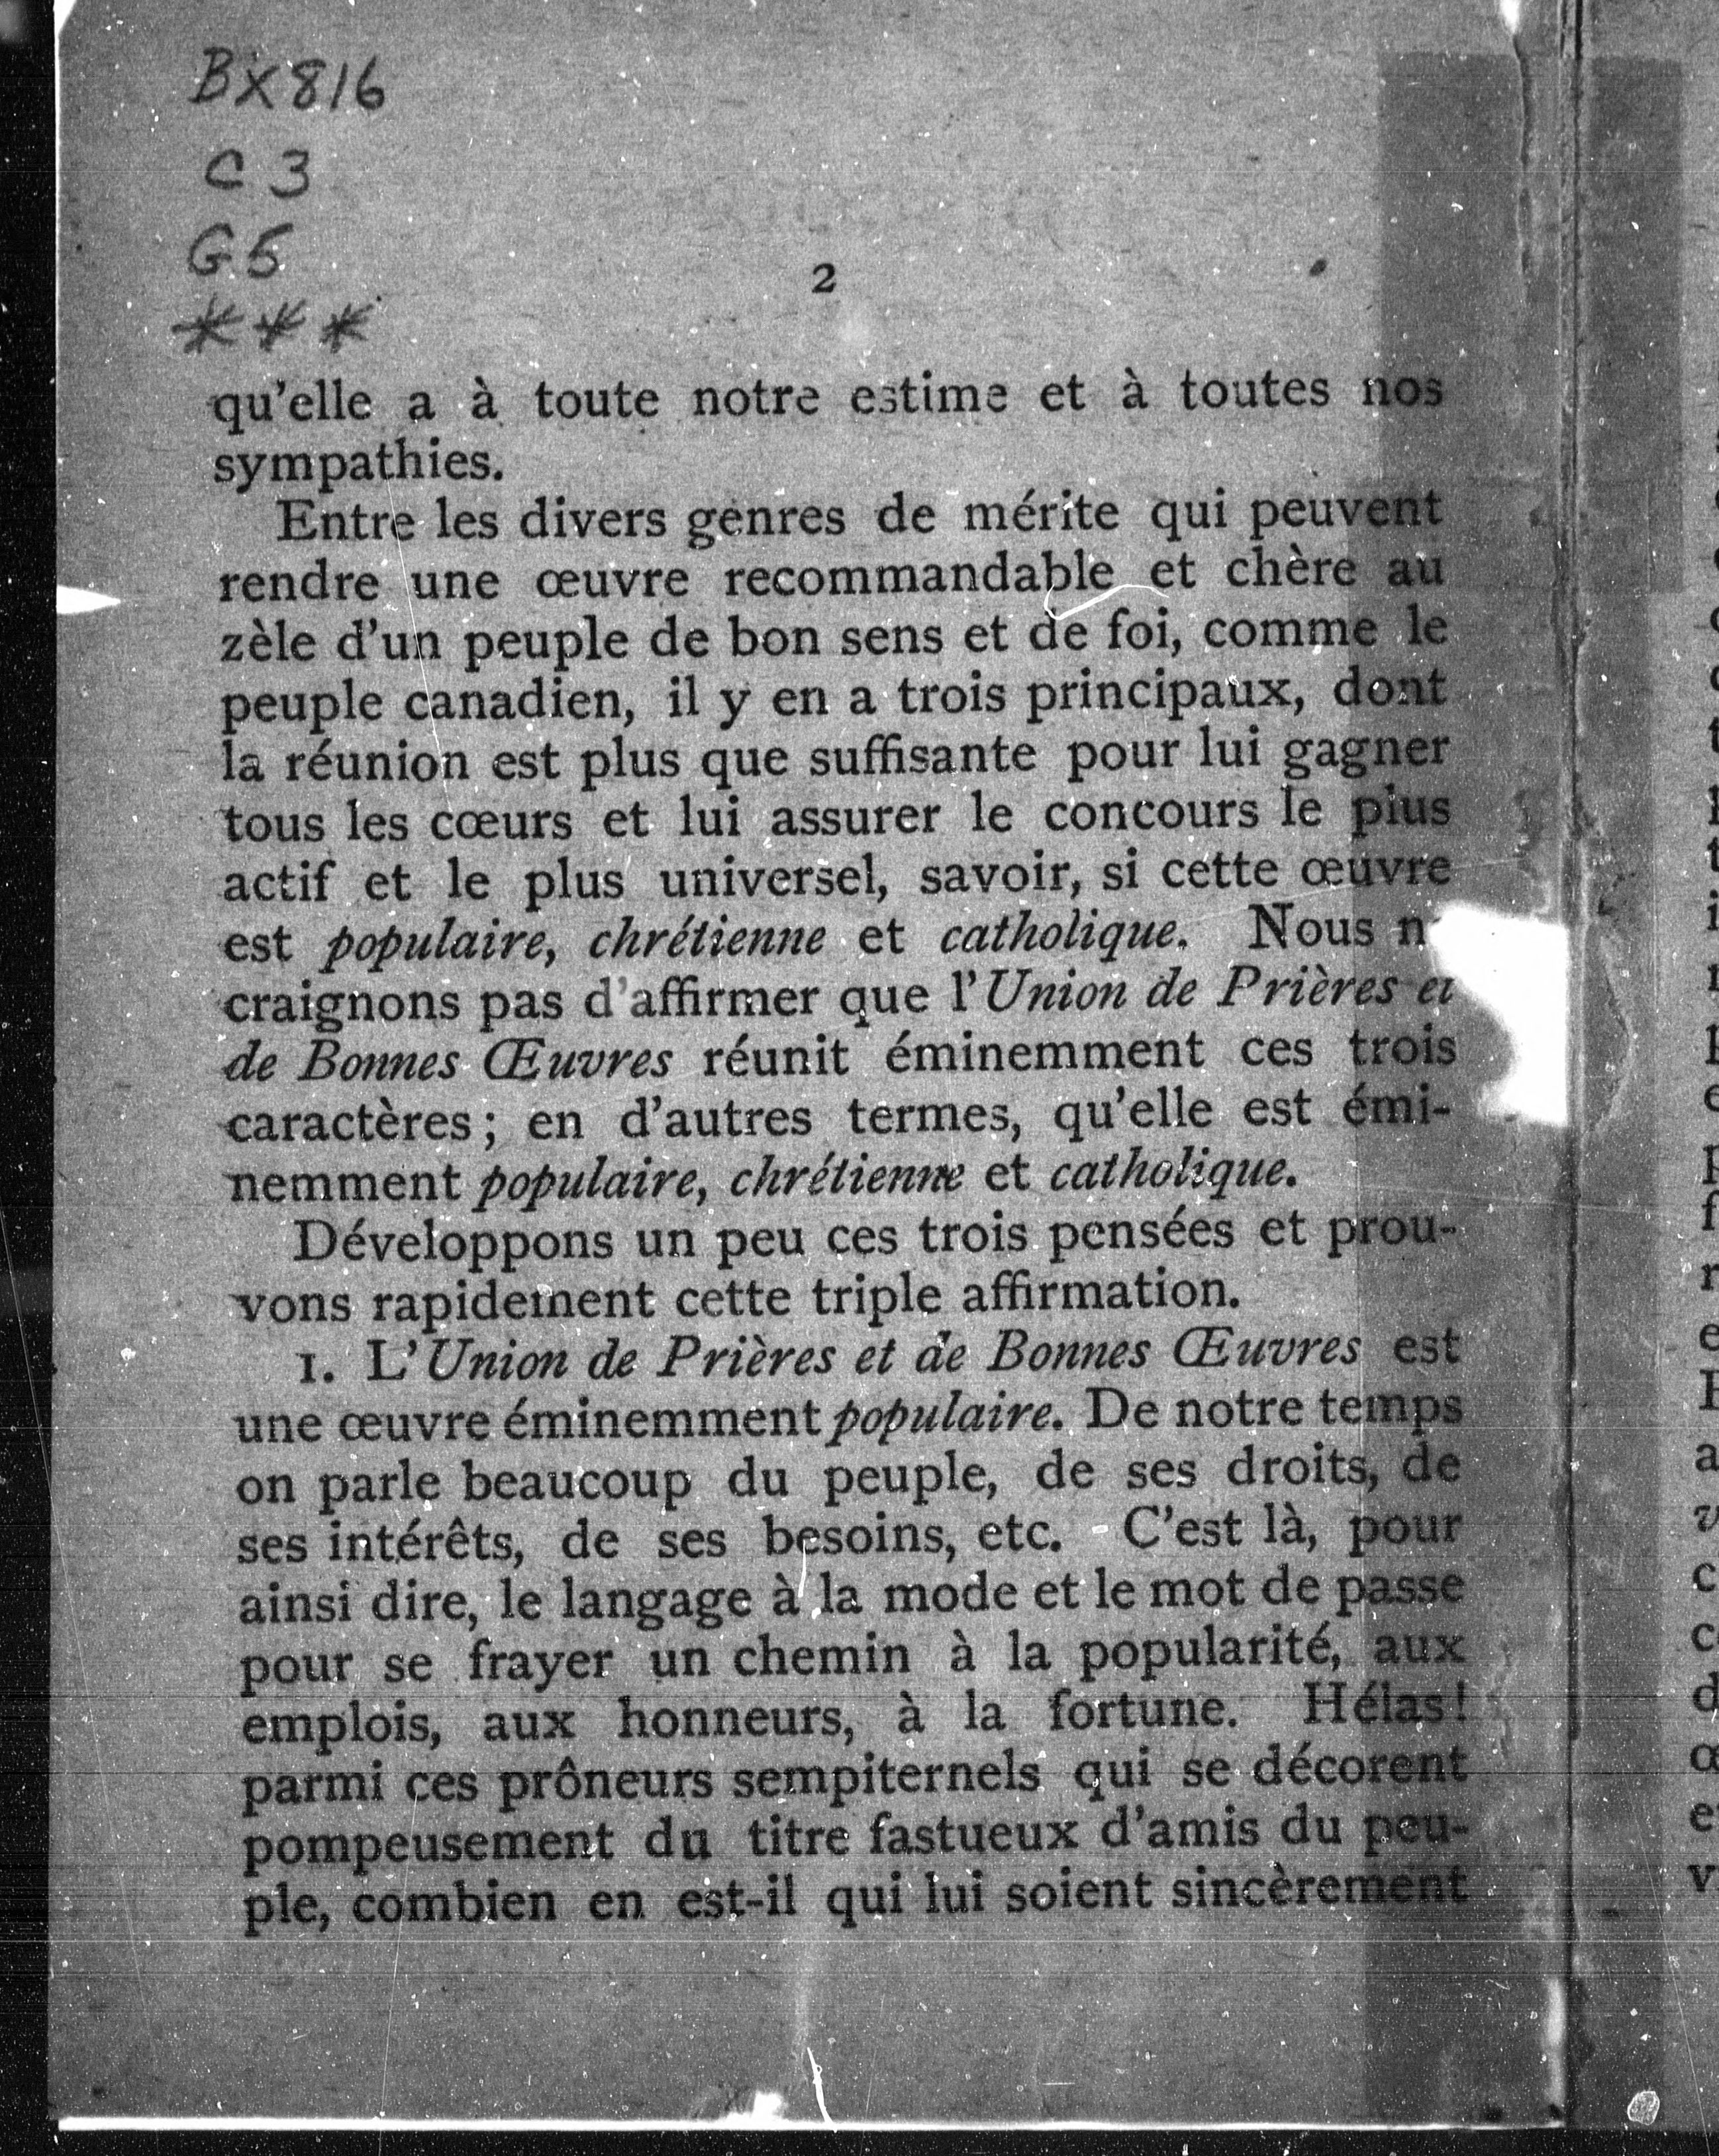 BX816
C3
G5
***
2
qu'elle a à toute notre estime et à toutes nos
sympathies.
Entre les divers genres de mérite qui peuvent
rendre une œuvre recommandable et chère au
zèle d'un peuple de bon sens et de foi, comme le
peuple canadien, il y en a trois principaux, dont
la réunion est plus que suffisante pour lui gagner
tous les cœurs et lui assurer le concours le plus
actif et le plus universel, savoir, si cette œuvre
est populaire, chrétienne et catholique. Nous n
craignons pas d'affirmer que l'Union de Prières et
de Bonnes Œuvres réunit éminemment ces trois
caractères; en d'autres termes, qu'elle est émi-
nemment populaire, chrétienne et catholique.
Développons un peu ces trois pensées et prou-
vons rapidement cette triple affirmation.
1. L'Union de Prières et de Bonnes Œuvres est
une œuvre éminemment populaire. De notre temps
on parle beaucoup du peuple, de ses droits, de
ses intérêts, de ses besoins, etc. C'est là, pour
ainsi dire, le langage à la mode et le mot de passe
pour se frayer un chemin à la popularité, aux
emplois, aux honneurs, à la fortune. Hélas!
parmi ces prôneurs sempiternels qui se décorent
pompeusement du titre fastueux d'amis du peu-
ple, combien en est-il qui lui soient sincèrement